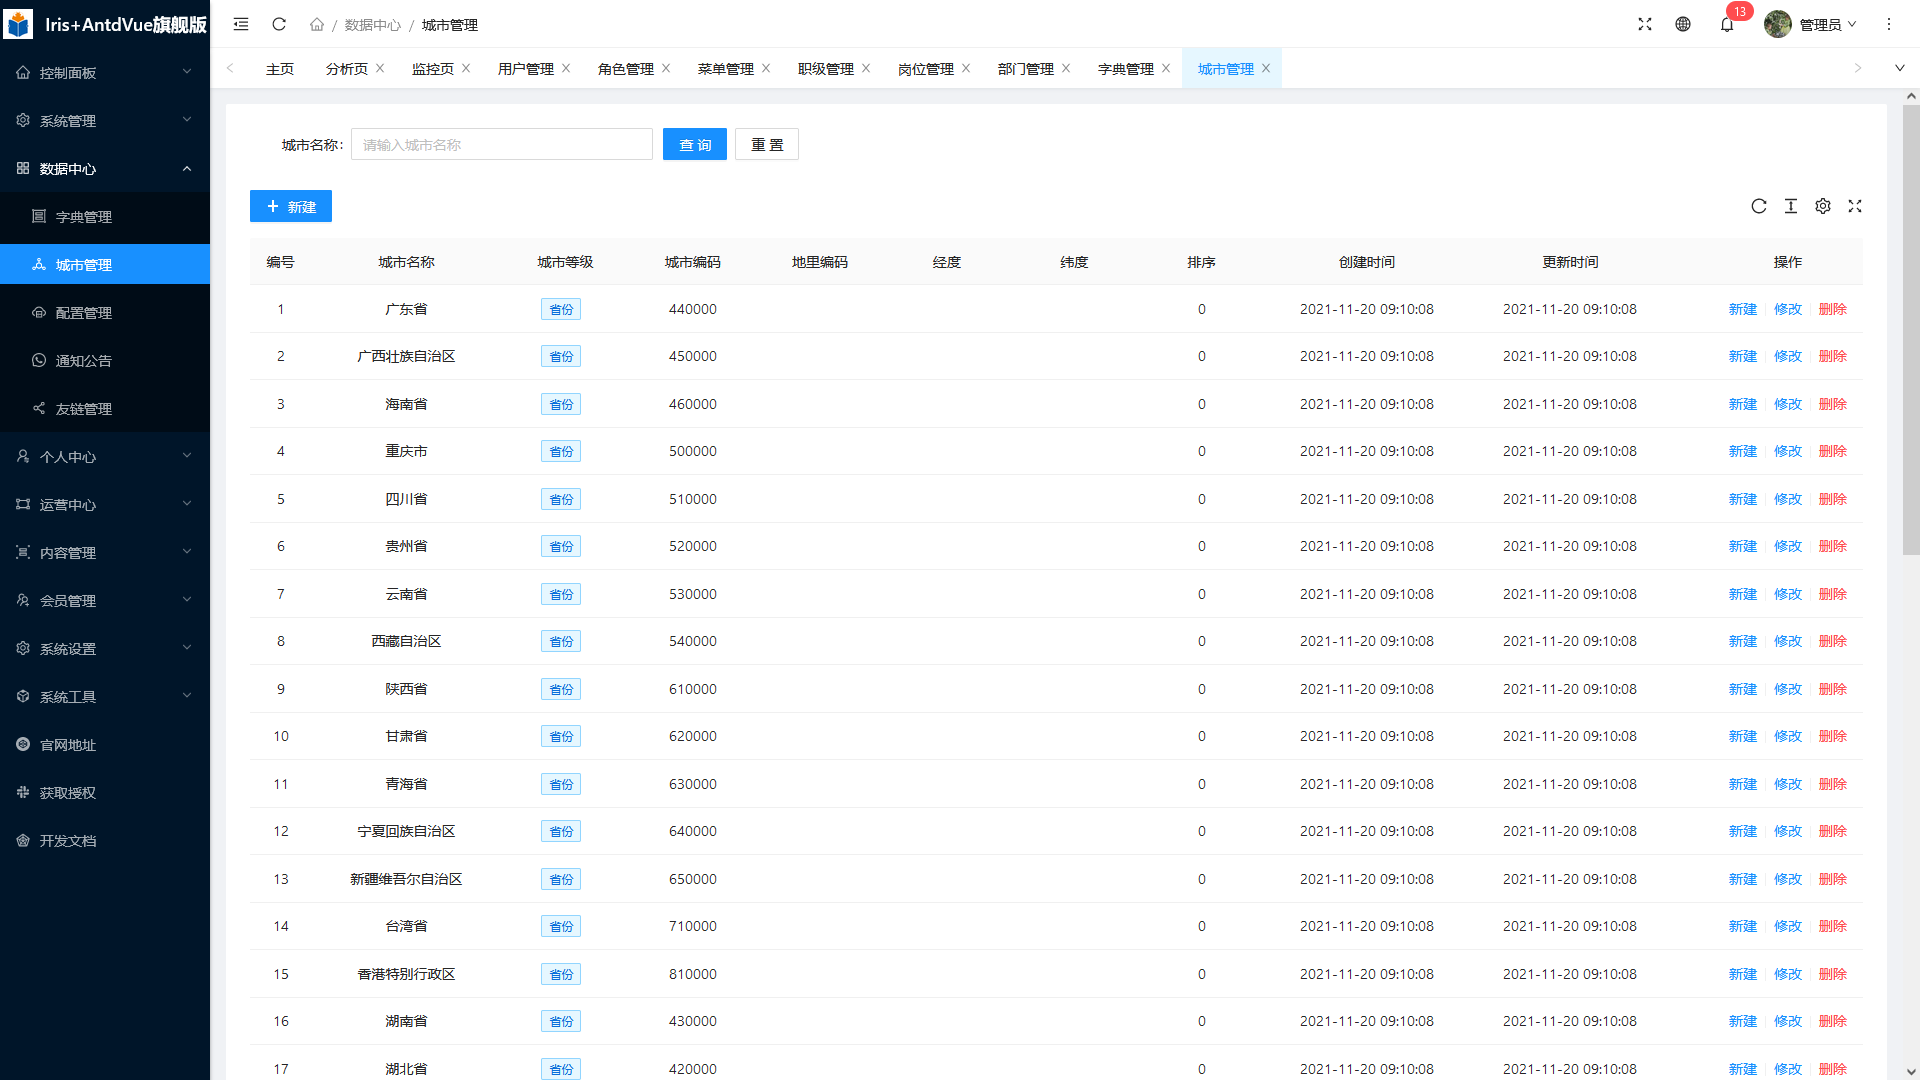 Iris+AntdVue旗舰版
控制面板
系统管理
数据中心
字典管理
城市管理
配置管理
通知公告
友链管理
个人中心
运营中心
内容管理
会员管理
系统设置
系统工具
官网地址
获取授权
开发文档
/ 数据中心 / 城市管理
13
管理员
主页 分析页 监控页 用户管理 角色管理 菜单管理 职级管理 岗位管理 部门管理 字典管理 城市管理
城市名称: 请输入城市名称 查 询 重 置
新建
编号 城市名称 城市等级 城市编码 地里编码 经度 纬度 排序 创建时间 更新时间 操作
1 广东省 省份 440000 0 2021-11-20 09:10:08 2021-11-20 09:10:08 新建 修改 删除
2 广西壮族自治区 省份 450000 0 2021-11-20 09:10:08 2021-11-20 09:10:08 新建 修改 删除
3 海南省 省份 460000 0 2021-11-20 09:10:08 2021-11-20 09:10:08 新建 修改 删除
4 重庆市 省份 500000 0 2021-11-20 09:10:08 2021-11-20 09:10:08 新建 修改 删除
5 四川省 省份 510000 0 2021-11-20 09:10:08 2021-11-20 09:10:08 新建 修改 删除
6 贵州省 省份 520000 0 2021-11-20 09:10:08 2021-11-20 09:10:08 新建 修改 删除
7 云南省 省份 530000 0 2021-11-20 09:10:08 2021-11-20 09:10:08 新建 修改 删除
8 西藏自治区 省份 540000 0 2021-11-20 09:10:08 2021-11-20 09:10:08 新建 修改 删除
9 陕西省 省份 610000 0 2021-11-20 09:10:08 2021-11-20 09:10:08 新建 修改 删除
10 甘肃省 省份 620000 0 2021-11-20 09:10:08 2021-11-20 09:10:08 新建 修改 删除
11 青海省 省份 630000 0 2021-11-20 09:10:08 2021-11-20 09:10:08 新建 修改 删除
12 宁夏回族自治区 省份 640000 0 2021-11-20 09:10:08 2021-11-20 09:10:08 新建 修改 删除
13 新疆维吾尔自治区 省份 650000 0 2021-11-20 09:10:08 2021-11-20 09:10:08 新建 修改 删除
14 台湾省 省份 710000 0 2021-11-20 09:10:08 2021-11-20 09:10:08 新建 修改 删除
15 香港特别行政区 省份 810000 0 2021-11-20 09:10:08 2021-11-20 09:10:08 新建 修改 删除
16 湖南省 省份 430000 0 2021-11-20 09:10:08 2021-11-20 09:10:08 新建 修改 删除
17 湖北省 省份 420000 0 2021-11-20 09:10:08 2021-11-20 09:10:08 新建 修改 删除